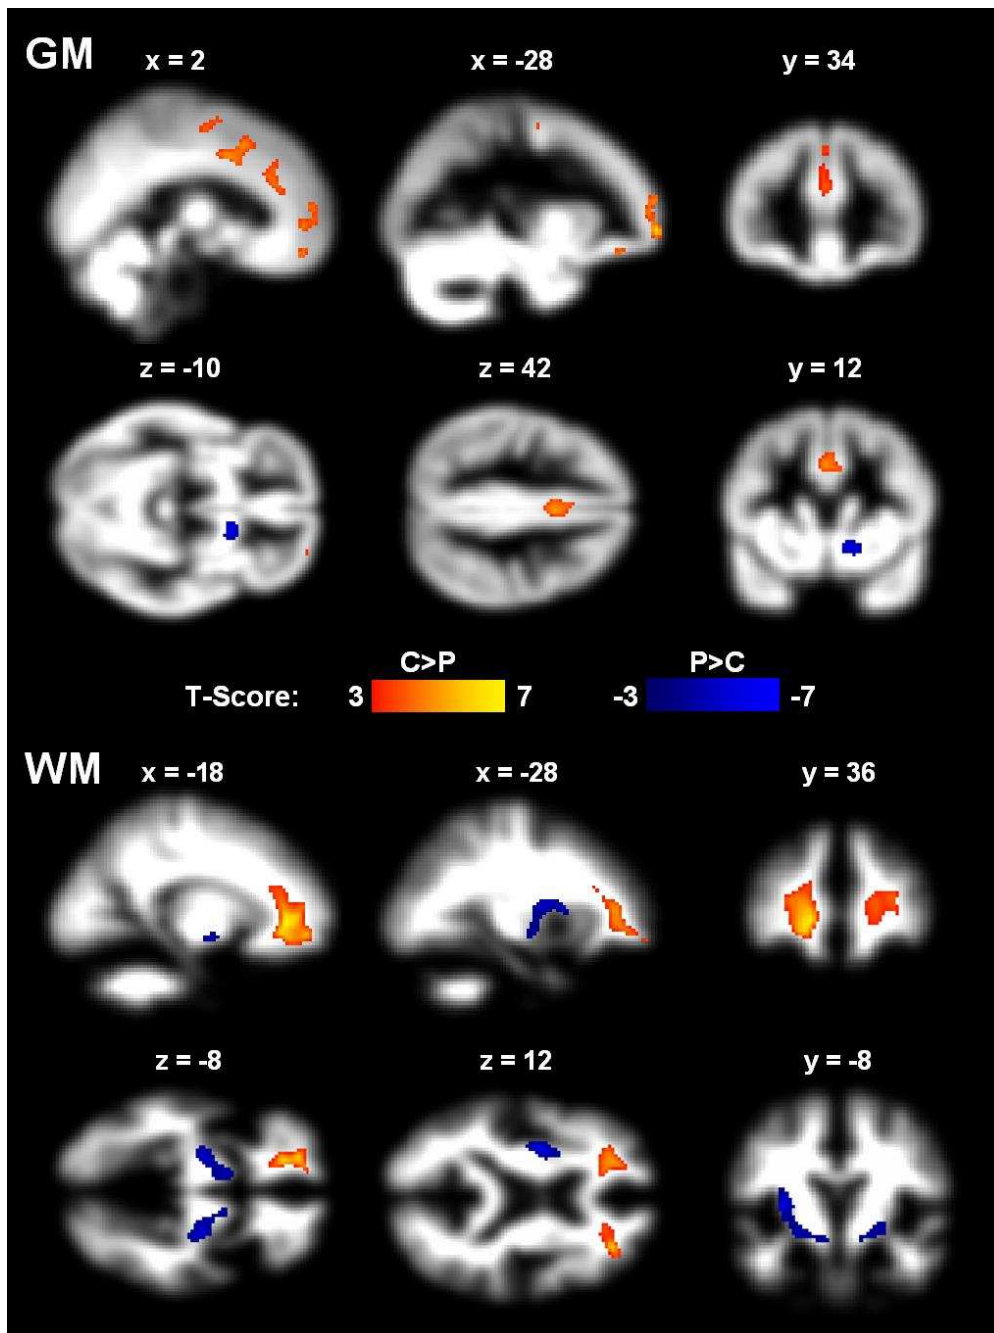 GM
x = 2 x = -28 y = 34
z = -10 z = 42 y = 12
C>P P>C
T-Score: 3 7 -3 -7
WM
x = -18 x = -28 y = 36
z = -8 z = 12 y = -8